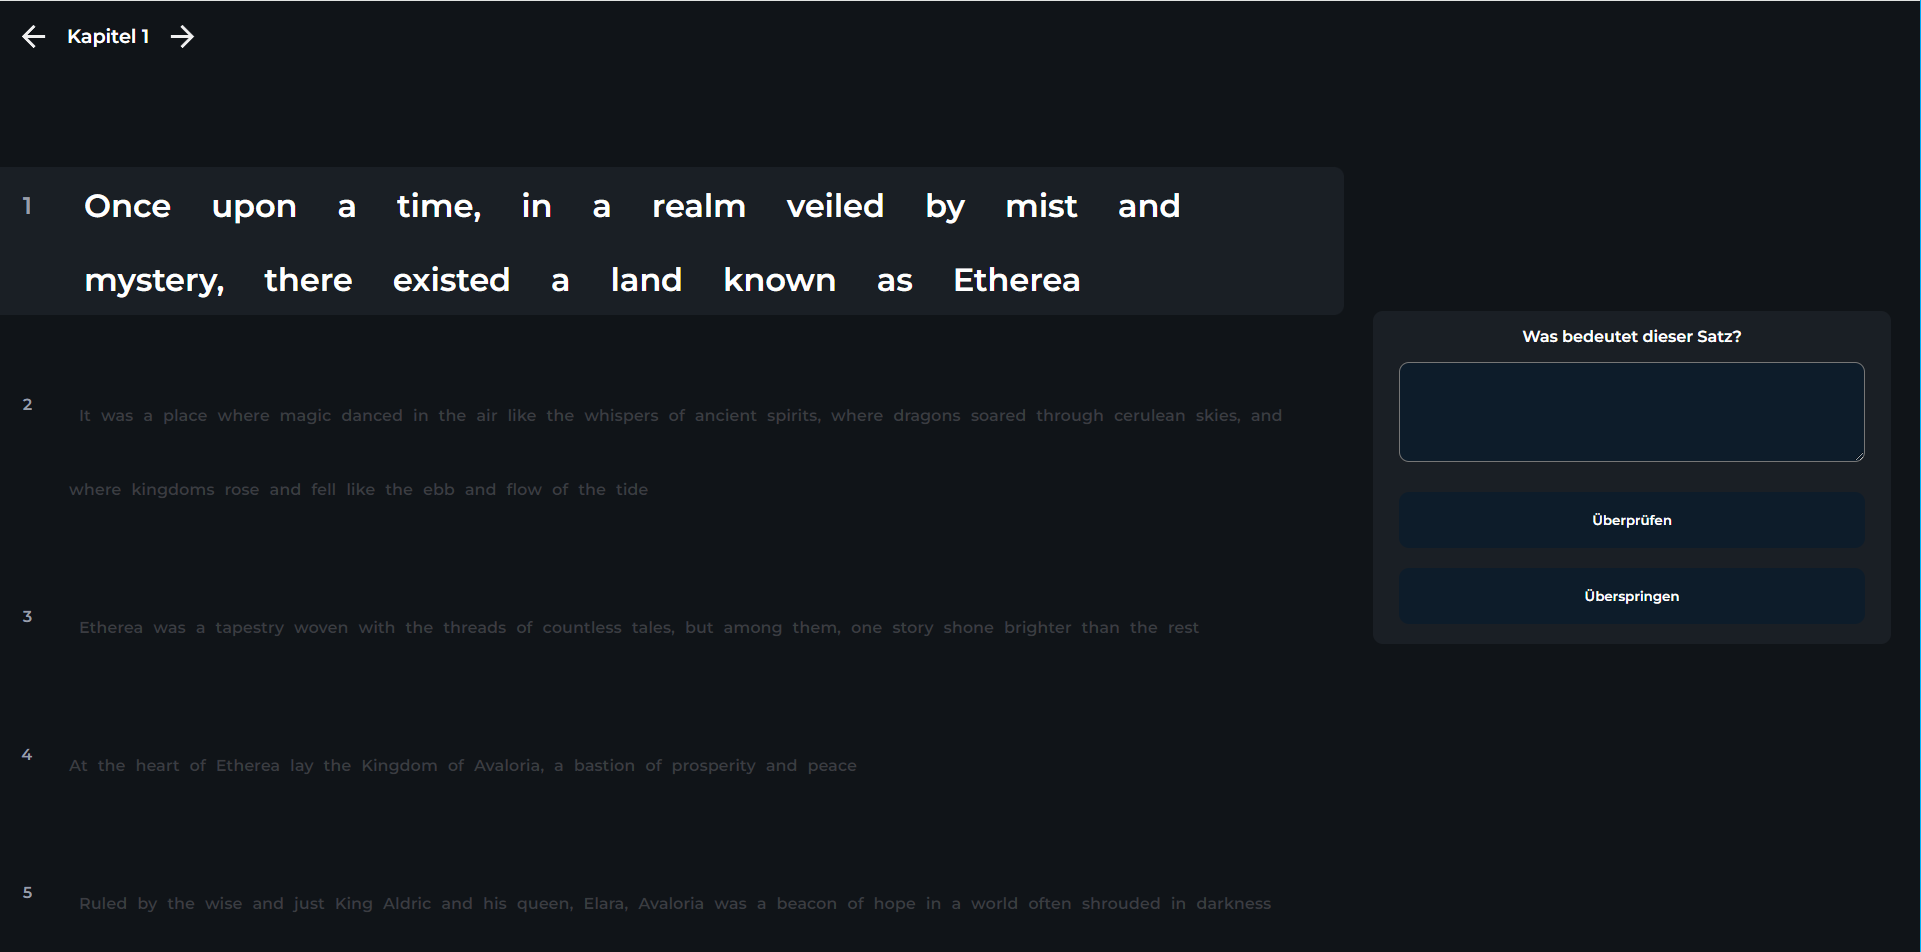 Kapitel 1
1 Once upon a time, in a realm veiled by mist and
mystery, there existed a land known as Etherea
Was bedeutet dieser Satz?
2 It was a place where magic danced in the air like the whispers of ancient spirits, where dragons soared through cerulean skies, and
where kingdoms rose and fell like the ebb and flow of the tide
Überprüfen
Überspringen
3 Etherea was a tapestry woven with the threads of countless tales, but among them, one story shone brighter than the rest
4 At the heart of Etherea lay the Kingdom of Avaloria, a bastion of prosperity and peace
5 Ruled by the wise and just King Aldric and his queen, Elara, Avaloria was a beacon of hope in a world often shrouded in darkness